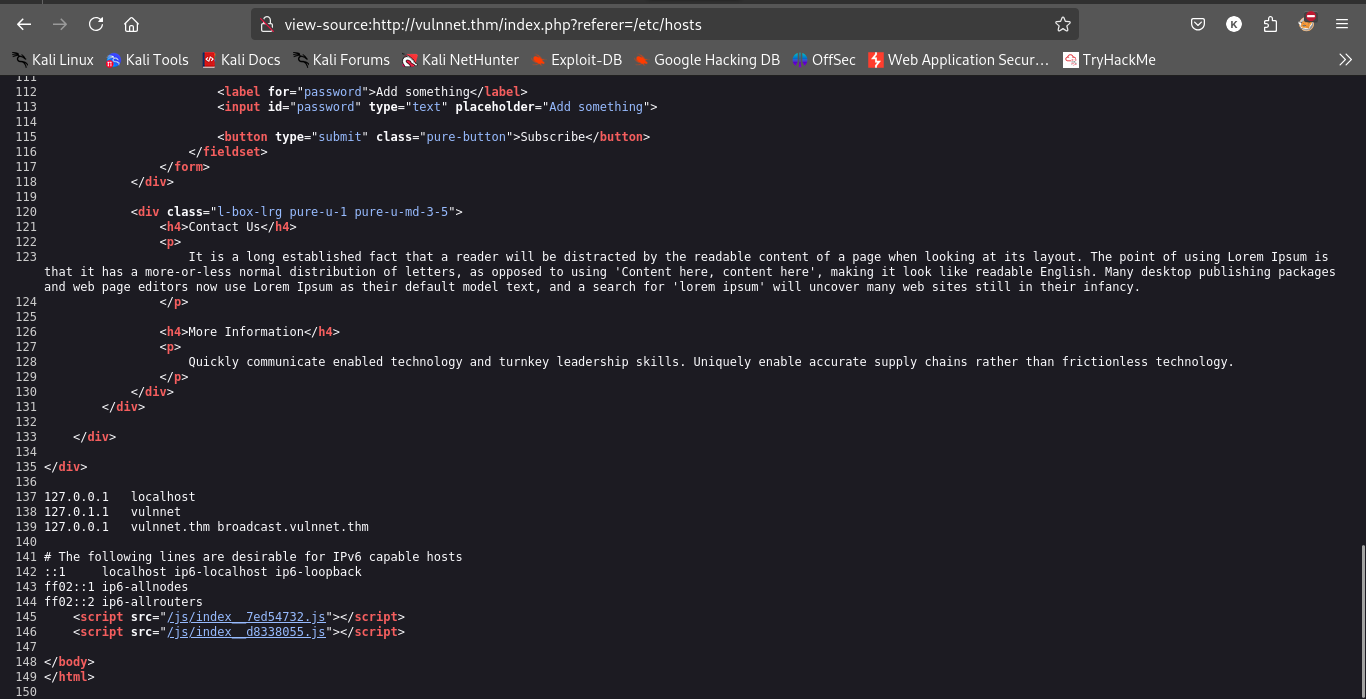 view-source:http://vulnnet.thm/index.php?referer=/etc/hosts
K
Kali Linux Kali Tools Kali Docs Kali Forums Kali NetHunter Exploit-DB Google Hacking DB OffSec Web Application Secur… TryHackMe
111
112 <label for="password">Add something</label>
113 <input id="password" type="text" placeholder="Add something">
114
115 <button type="submit" class="pure-button">Subscribe</button>
116 </fieldset>
117 </form>
118 </div>
119
120 <div class="l-box-lrg pure-u-1 pure-u-md-3-5">
121 <h4>Contact Us</h4>
122 <p>
123 It is a long established fact that a reader will be distracted by the readable content of a page when looking at its layout. The point of using Lorem Ipsum is
that it has a more-or-less normal distribution of letters, as opposed to using 'Content here, content here', making it look like readable English. Many desktop publishing packages
and web page editors now use Lorem Ipsum as their default model text, and a search for 'lorem ipsum' will uncover many web sites still in their infancy.
124 </p>
125
126 <h4>More Information</h4>
127 <p>
128 Quickly communicate enabled technology and turnkey leadership skills. Uniquely enable accurate supply chains rather than frictionless technology.
129 </p>
130 </div>
131 </div>
132
133 </div>
134
135 </div>
136
137 127.0.0.1 localhost
138 127.0.1.1 vulnnet
139 127.0.0.1 vulnnet.thm broadcast.vulnnet.thm
140
141 # The following lines are desirable for IPv6 capable hosts
142 ::1 localhost ip6-localhost ip6-loopback
143 ff02::1 ip6-allnodes
144 ff02::2 ip6-allrouters
145 <script src="/js/index__7ed54732.js"></script>
146 <script src="/js/index__d8338055.js"></script>
147
148 </body>
149 </html>
150